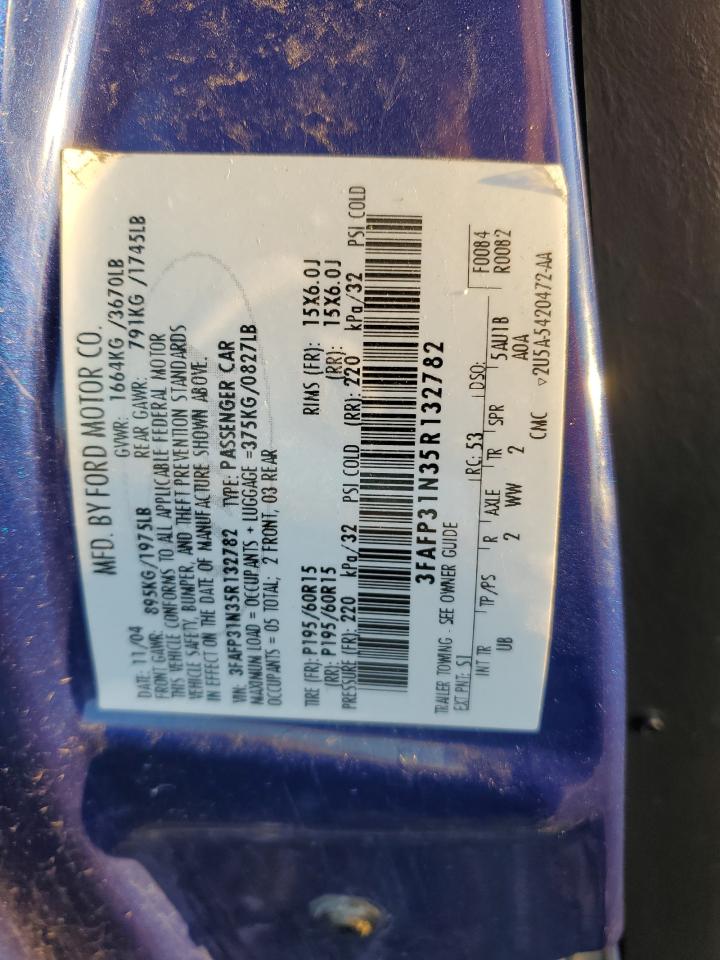 MFD. BY FORD MOTOR CO.
DATE: 11/04 GVWR: 1664KG /3670LB
FRONT GAWR: 895KG/1975LB REAR GAWR: 791KG /1745LB
THIS VEHICLE CONFORMS TO ALL APPLICABLE FEDERAL MOTOR
VEHICLE SAFETY, BUMPER, AND THEFT PREVENTION STANDARDS
IN EFFECT ON THE DATE OF MANUFACTURE SHOWN ABOVE.
VIN: 3FAFP31N35R132782 TYPE: PASSENGER CAR
MAXIMUM LOAD = OCCUPANTS + LUGGAGE =375KG/0827LB
OCCUPANTS = 05 TOTAL; 2 FRONT, 03 REAR
TIRE (FR): P195/60R15 RIMS (FR): 15X6.0J
(RR): P195/60R15 (RR): 15X6.0J
PRESSURE (FR): 220 kPa/32 PSI COLD (RR): 220 kPa/32 PSI COLD
3FAFP31N35R132782
TRAILER TOWING - SEE OWNER GUIDE F0084
EXT PNT: S1 RC: 53 DSO: R0082
INT TR TP/PS R AXLE TR SPR 5AU1B
UB 2 WW 2 A0A
CMC ▽2U5A-5420472-AA